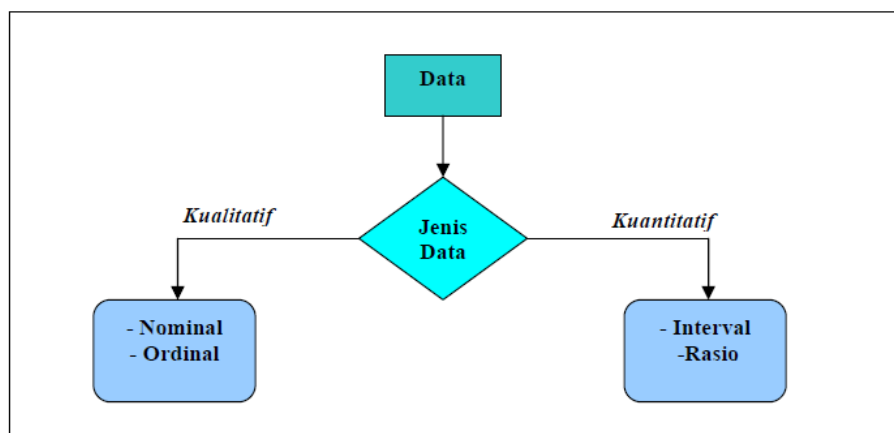 Data
Kualitatif
Jenis
Data
Kuantitatif
- Nominal
- Ordinal
- Interval
-Rasio